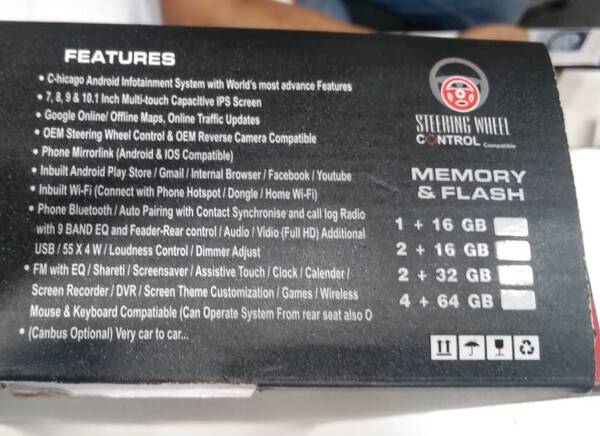 FEATURES
• C-hicago Android Infotainment System with World's most advance Features
• 7, 8, 9 & 10.1 Inch Multi-touch Capacitive IPS Screen
• Google Online/ Offline Maps, Online Traffic Updates
• OEM Steering Wheel Control & OEM Reverse Camera Compatible
• Phone Mirrorlink (Android & IOS Compatible)
• Inbuilt Android Play Store / Gmail / Internal Browser / Facebook / Youtube
• Inbuilt Wi-Fi (Connect with Phone Hotspot / Dongle / Home Wi-Fi)
• Phone Bluetooth / Auto Pairing with Contact Synchronise and call log Radio
with 9 BAND EQ and Feader-Rear control / Audio / Vidio (Full HD) Additional
USB / 55 X 4 W / Loudness Control / Dimmer Adjust
• FM with EQ / Shareti / Screensaver / Assistive Touch / Clock / Calender /
Screen Recorder / DVR / Screen Theme Customization / Games / Wireless
Mouse & Keyboard Compatiable (Can Operate System From rear seat also O
• (Canbus Optional) Very car to car...
STEERING WHEEL
CONTROL Compatible
MEMORY
& FLASH
1 + 16 GB
2 + 16 GB
2 + 32 GB
4 + 64 GB